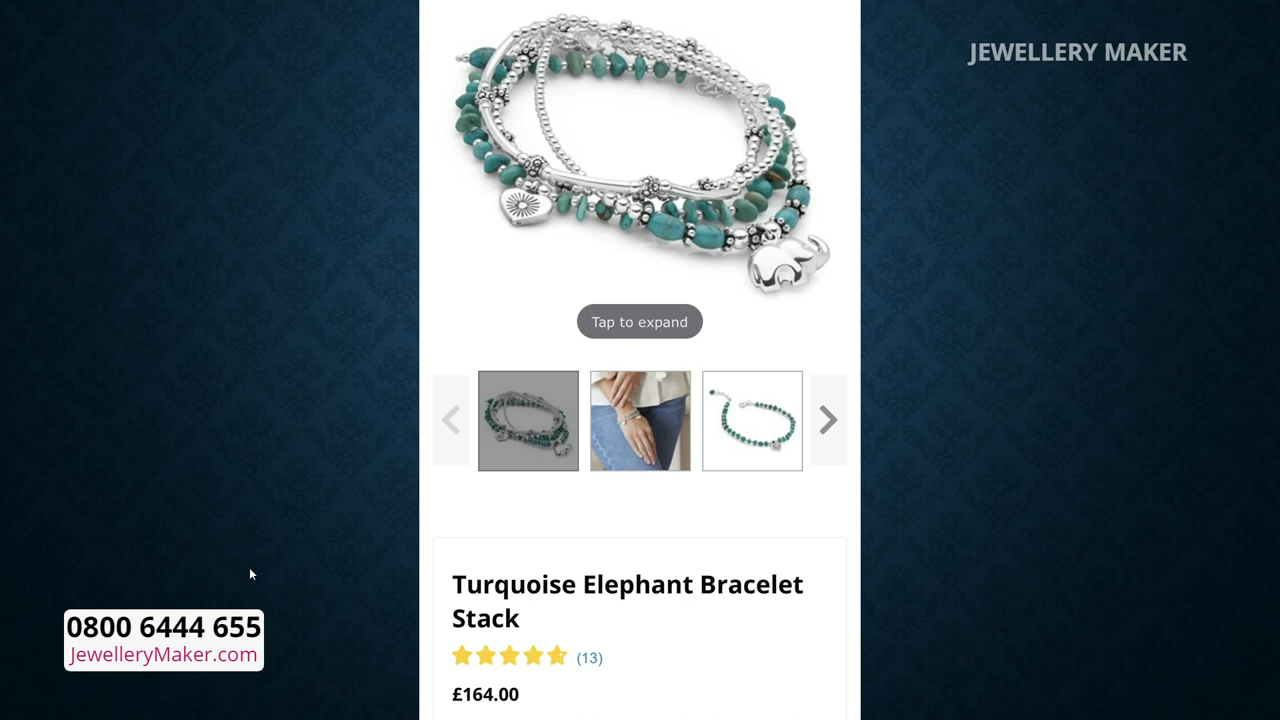 JEWELLERY MAKER
Tap to expand
Turquoise Elephant Bracelet
Stack
(13)
£164.00
0800 6444 655
JewelleryMaker.com